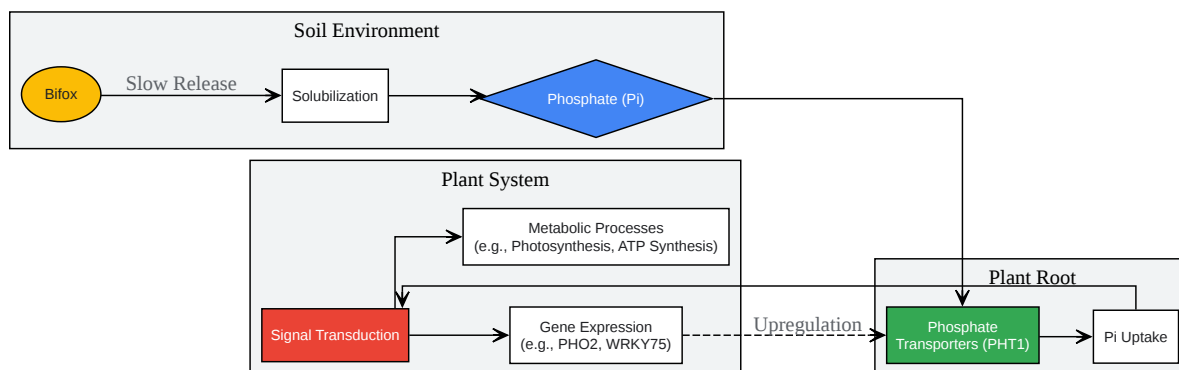 Soil Environment
Bifox
Slow Release
Solubilization
Phosphate (Pi)
Plant System
Metabolic Processes
(e.g., Photosynthesis, ATP Synthesis)
Plant Root
Signal Transduction
Gene Expression
(e.g., PHO2, WRKY75)
Upregulation
Phosphate
Transporters (PHT1)
Pi Uptake